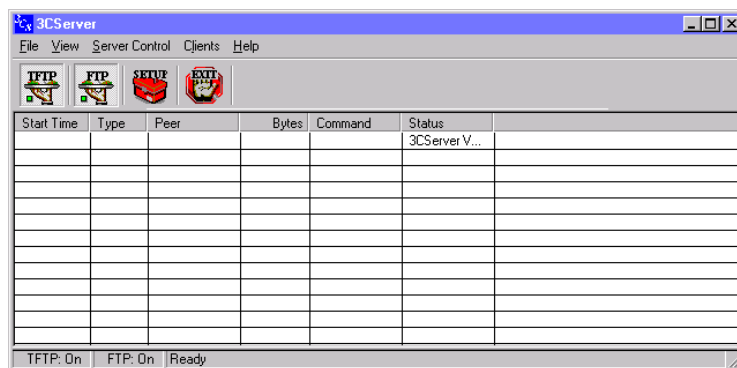 3CServer
File View Server Control Clients Help
TFTP FTP SETUP EXIT
Start Time Type Peer Bytes Command Status
3CServer V...
TFTP: On FTP: On Ready